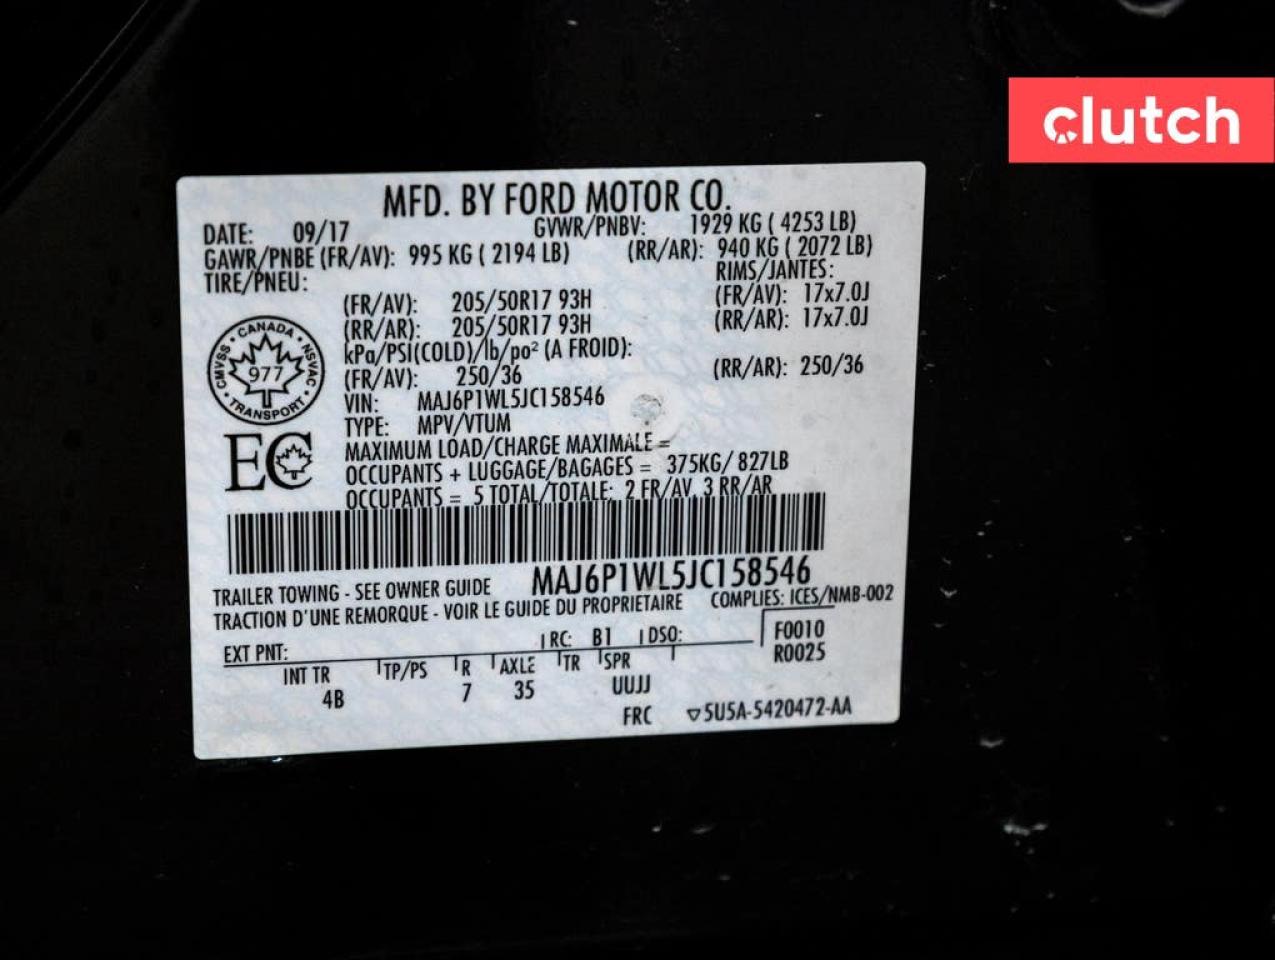 clutch
MFD. BY FORD MOTOR CO.
DATE: 09/17 GVWR/PNBV: 1929 KG ( 4253 LB)
GAWR/PNBE (FR/AV): 995 KG ( 2194 LB) (RR/AR): 940 KG ( 2072 LB)
TIRE/PNEU: RIMS/JANTES:
(FR/AV): 205/50R17 93H (FR/AV): 17x7.0J
(RR/AR): 205/50R17 93H (RR/AR): 17x7.0J
kPa/PSI(COLD)/lb/po² (A FROID):
(FR/AV): 250/36 (RR/AR): 250/36
VIN: MAJ6P1WL5JC158546
TYPE: MPV/VTUM
CANADA
CMVSS 977 NSVAC
TRANSPORT
EC
MAXIMUM LOAD/CHARGE MAXIMALE =
OCCUPANTS + LUGGAGE/BAGAGES = 375KG/ 827LB
OCCUPANTS = 5 TOTAL/TOTALE: 2 FR/AV 3 RR/AR
MAJ6P1WL5JC158546
TRAILER TOWING - SEE OWNER GUIDE
COMPLIES: ICES/NMB-002
TRACTION D'UNE REMORQUE - VOIR LE GUIDE DU PROPRIETAIRE
EXT PNT: RC: B1 DSO: F0010
R0025
INT TR TP/PS R AXLE TR SPR
4B 7 35 UUJJ
FRC ▽5U5A-5420472-AA